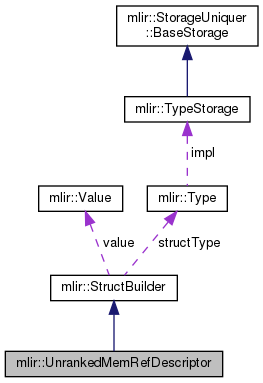 mlir::StorageUniquer
::BaseStorage
mlir::TypeStorage
impl
mlir::Value
mlir::Type
value
structType
mlir::StructBuilder
mlir::UnrankedMemRefDescriptor